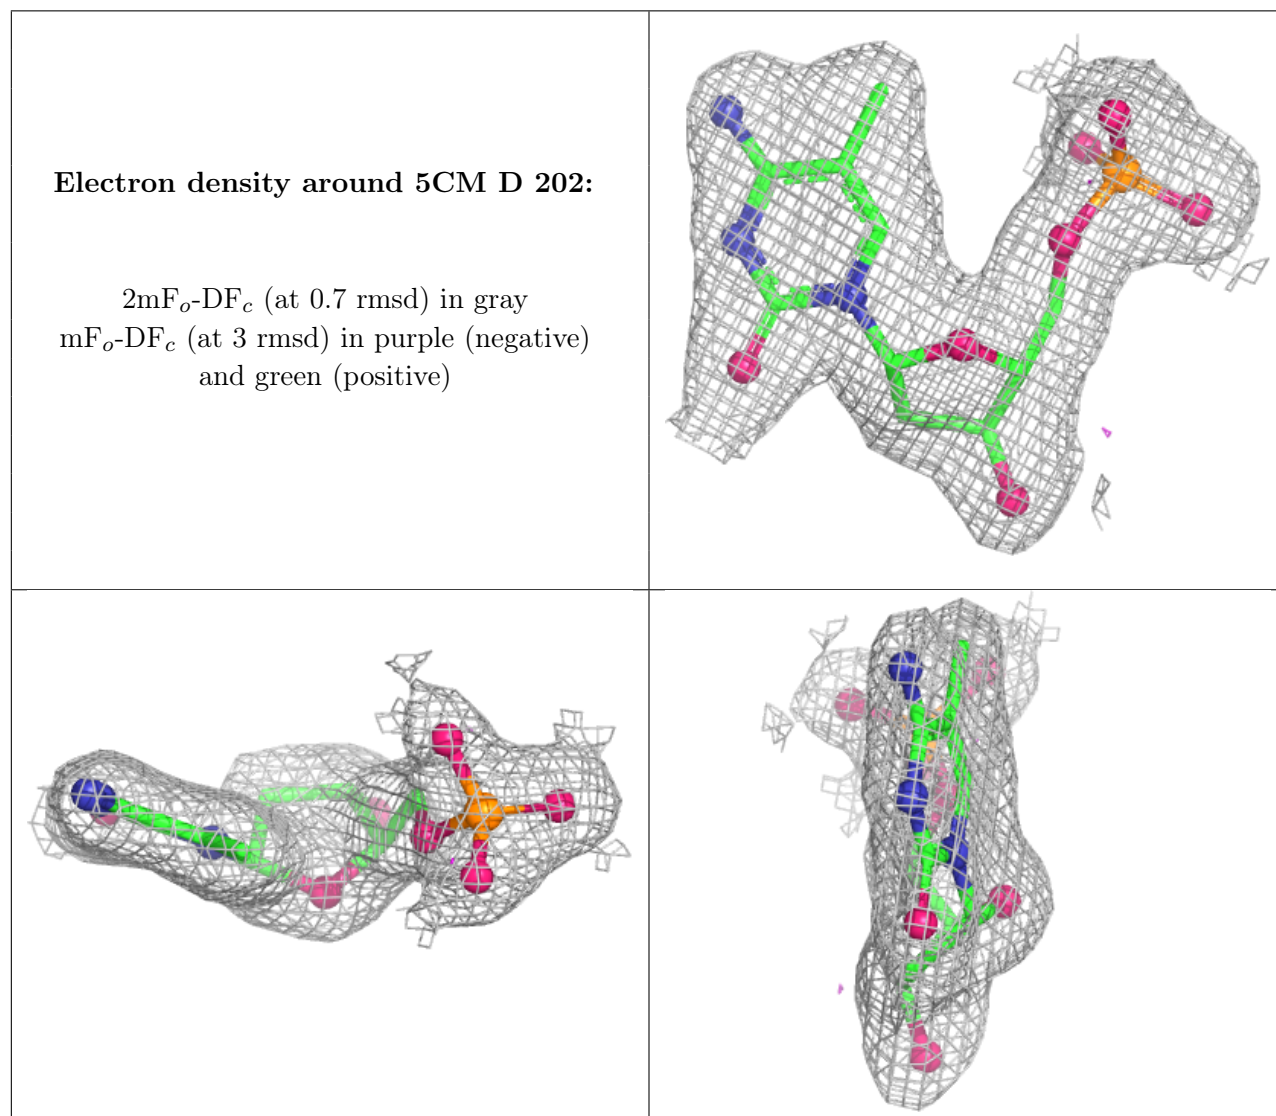 Electron density around 5CM D 202:
2mFₒ-DF𝑐 (at 0.7 rmsd) in gray
mFₒ-DF𝑐 (at 3 rmsd) in purple (negative)
and green (positive)